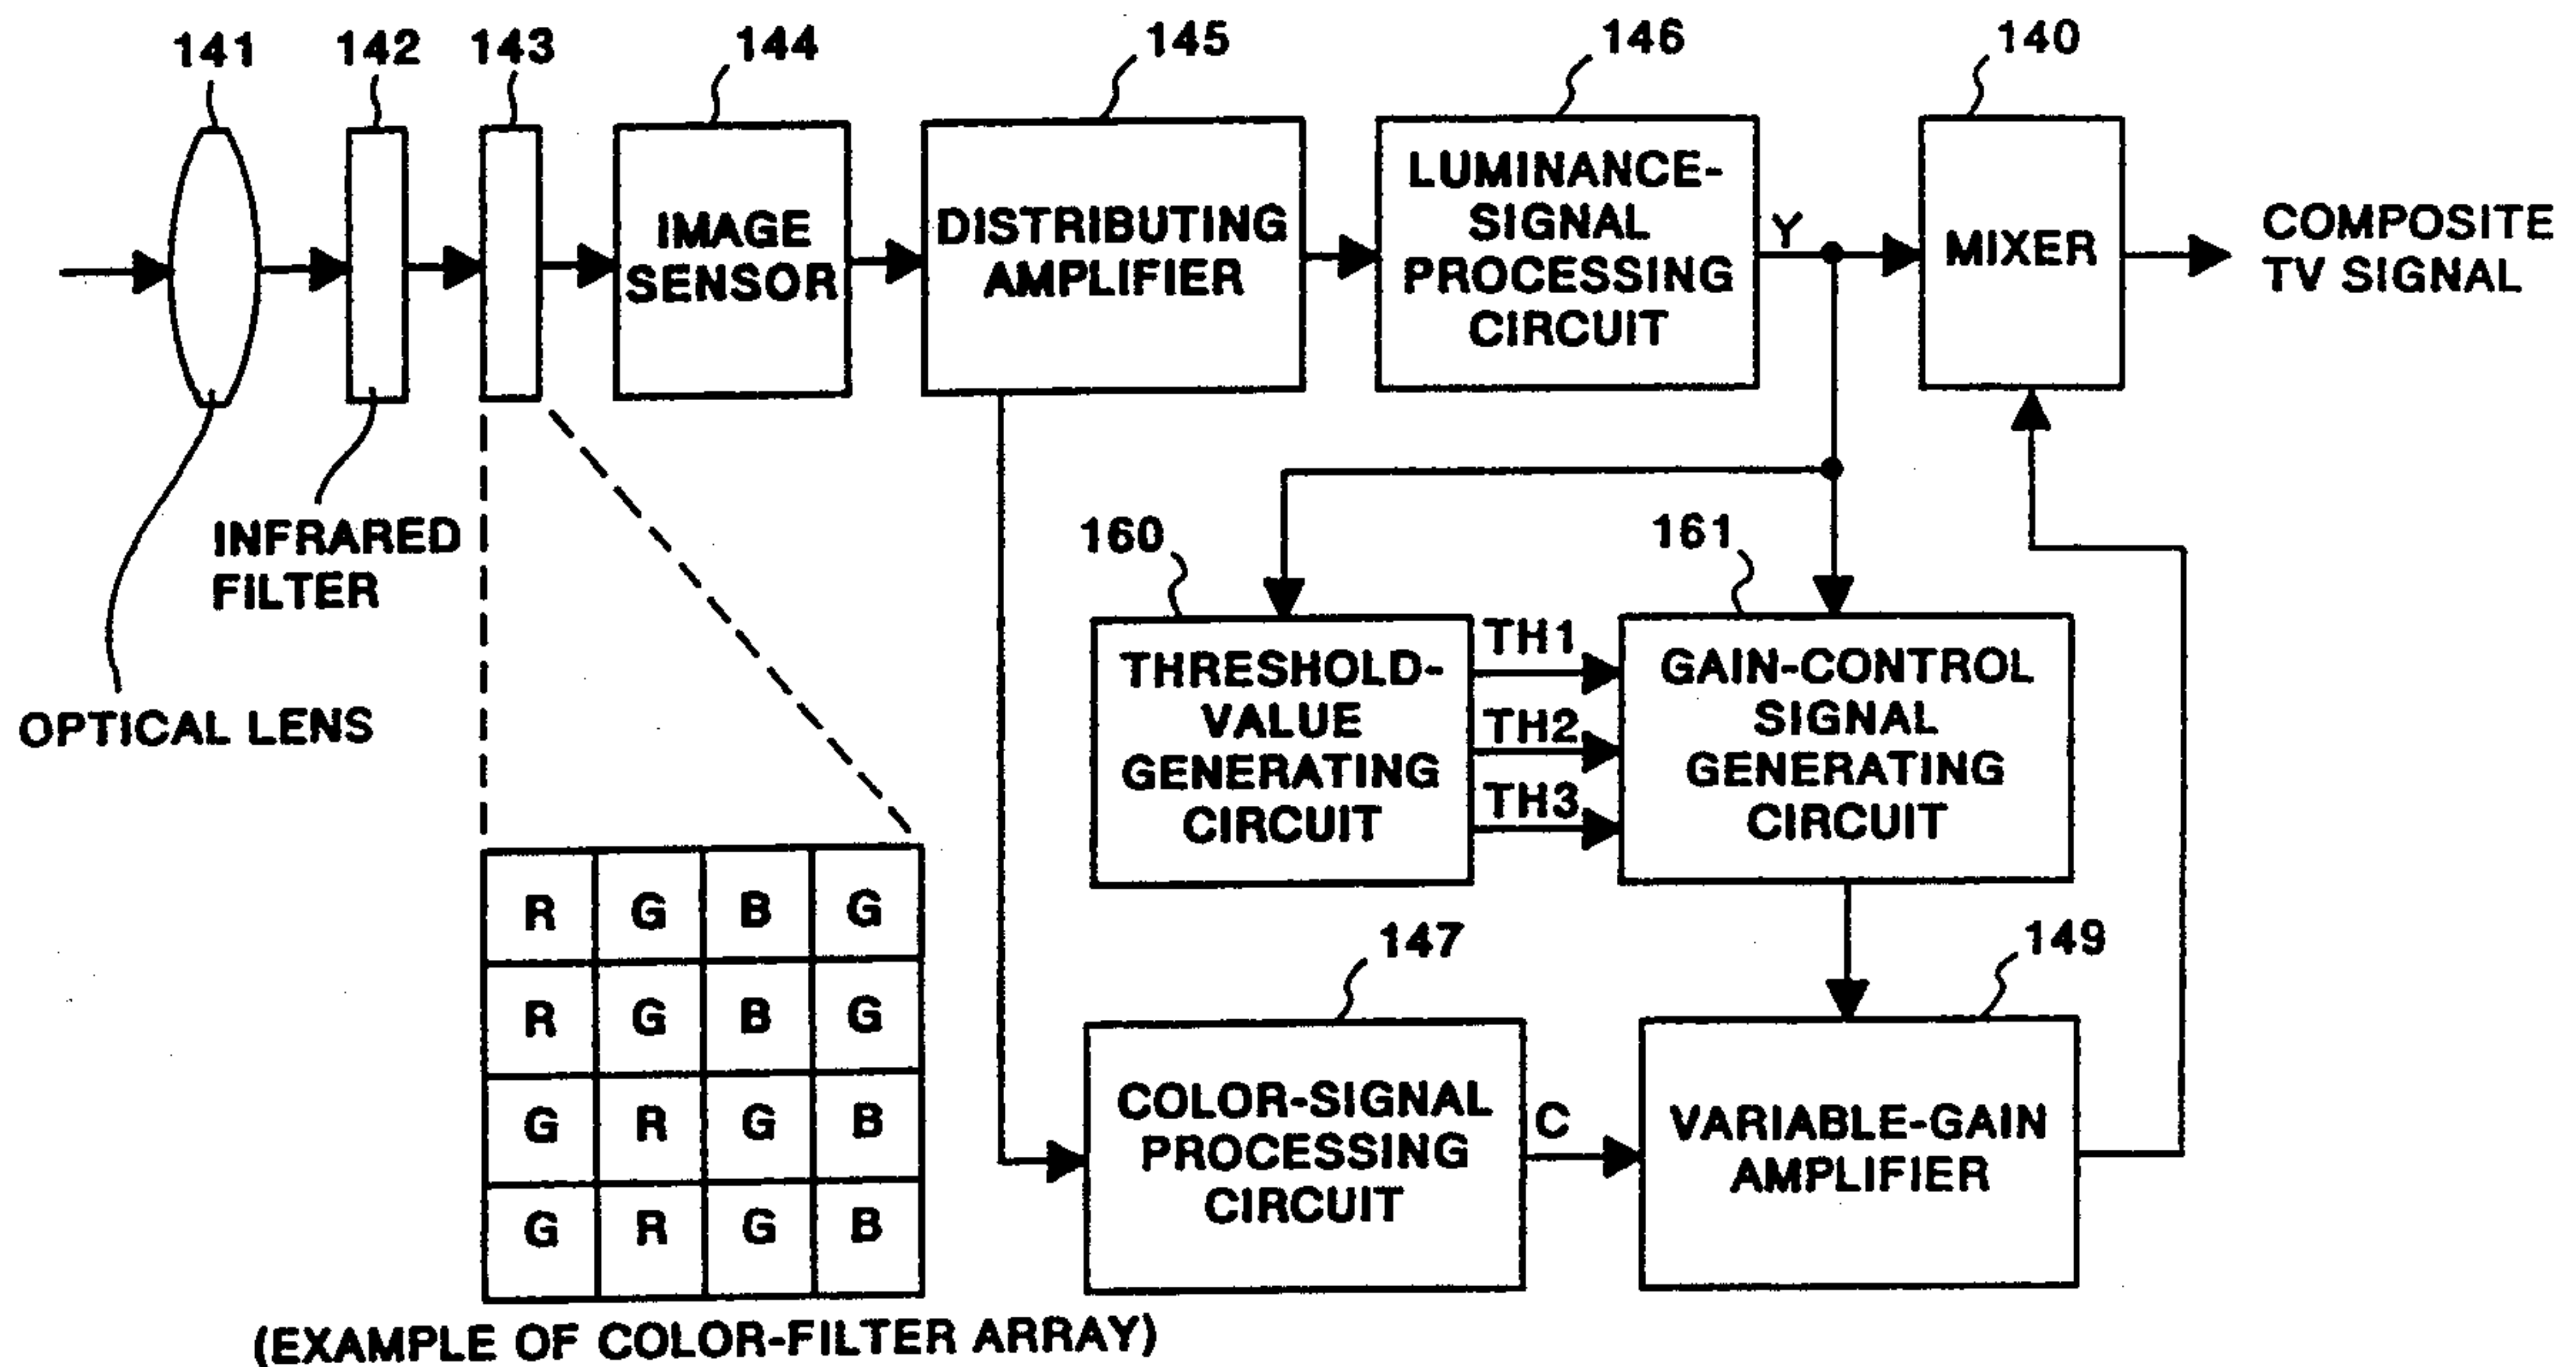 141
142
143
144
145
146
140
IMAGE
SENSOR
DISTRIBUTING
AMPLIFIER
LUMINANCE-
SIGNAL
PROCESSING
CIRCUIT
Y
MIXER
COMPOSITE
TV SIGNAL
INFRARED
FILTER
OPTICAL LENS
160
161
THRESHOLD-
VALUE
GENERATING
CIRCUIT
TH1
TH2
TH3
GAIN-CONTROL
SIGNAL
GENERATING
CIRCUIT
R G B G
R G B G
G R G B
G R G B
(EXAMPLE OF COLOR-FILTER ARRAY)
147
149
COLOR-SIGNAL
PROCESSING
CIRCUIT
C
VARIABLE-GAIN
AMPLIFIER